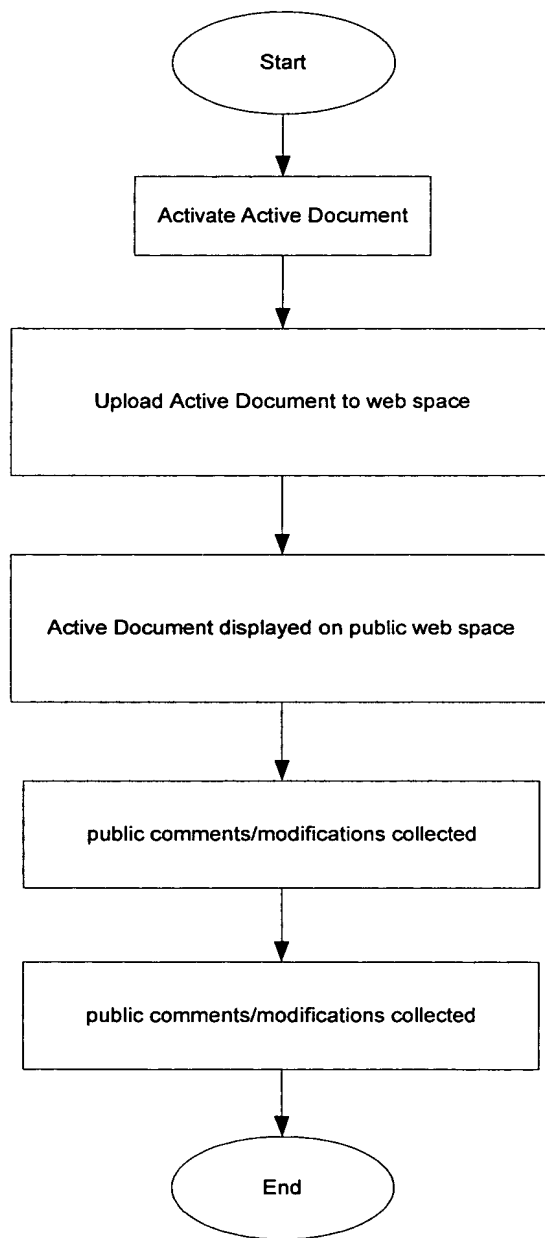 Start
Activate Active Document
Upload Active Document to web space
Active Document displayed on public web space
public comments/modifications collected
public comments/modifications collected
End